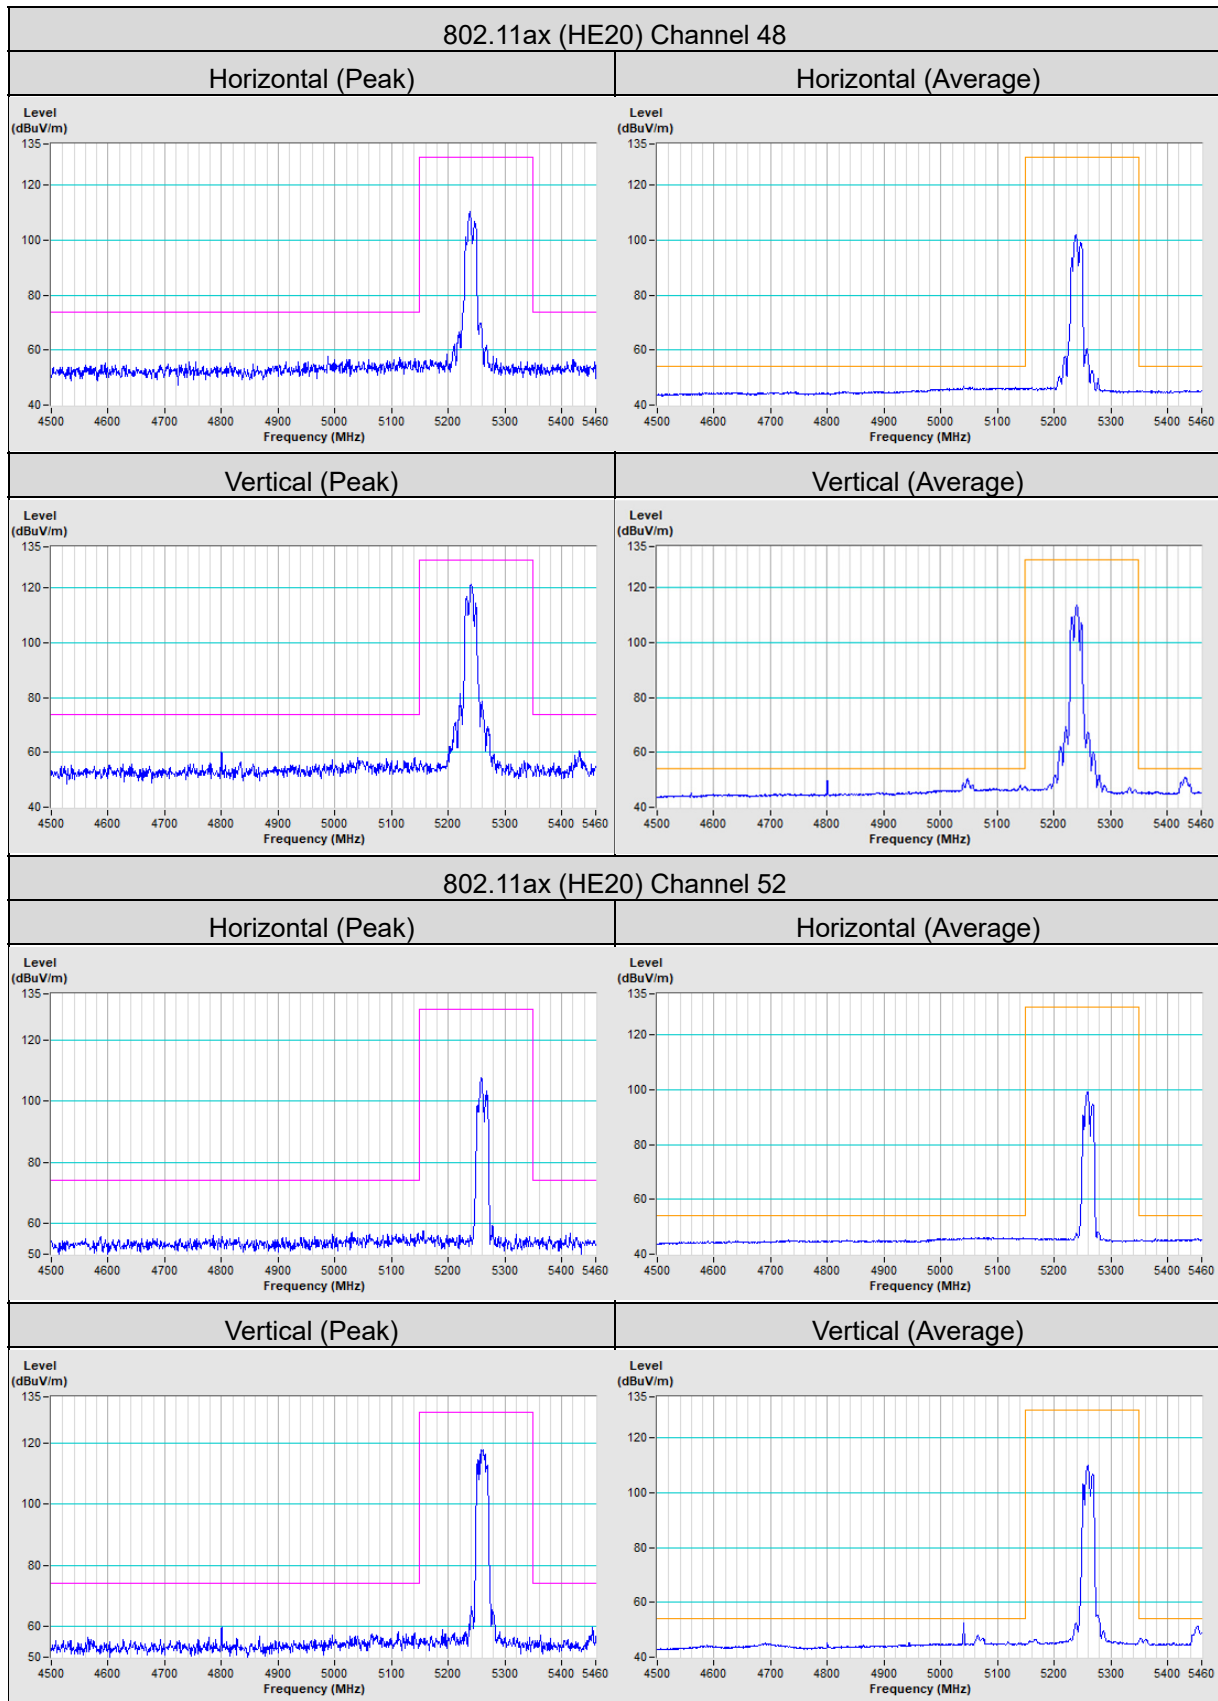 802.11ax (HE20) Channel 48
Horizontal (Peak) Horizontal (Average)
Level
(dBuV/m)
135
120
100
80
60
40
4500 4600 4700 4800 4900 5000 5100 5200 5300 5400 5460
Frequency (MHz)
Level
(dBuV/m)
135
120
100
80
60
40
4500 4600 4700 4800 4900 5000 5100 5200 5300 5400 5460
Frequency (MHz)
Vertical (Peak) Vertical (Average)
Level
(dBuV/m)
135
120
100
80
60
40
4500 4600 4700 4800 4900 5000 5100 5200 5300 5400 5460
Frequency (MHz)
Level
(dBuV/m)
135
120
100
80
60
40
4500 4600 4700 4800 4900 5000 5100 5200 5300 5400 5460
Frequency (MHz)
802.11ax (HE20) Channel 52
Horizontal (Peak) Horizontal (Average)
Level
(dBuV/m)
135
120
100
80
60
50
4500 4600 4700 4800 4900 5000 5100 5200 5300 5400 5460
Frequency (MHz)
Level
(dBuV/m)
135
120
100
80
60
40
4500 4600 4700 4800 4900 5000 5100 5200 5300 5400 5460
Frequency (MHz)
Vertical (Peak) Vertical (Average)
Level
(dBuV/m)
135
120
100
80
60
50
4500 4600 4700 4800 4900 5000 5100 5200 5300 5400 5460
Frequency (MHz)
Level
(dBuV/m)
135
120
100
80
60
40
4500 4600 4700 4800 4900 5000 5100 5200 5300 5400 5460
Frequency (MHz)